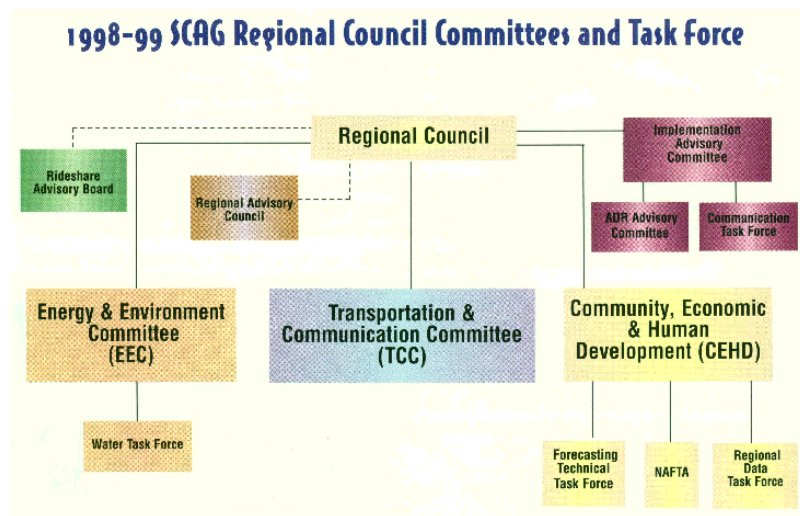 1998-99 SCAG Regional Council Committees and Task Force
Regional Council
Implementation
Advisory
Committee
Rideshare
Advisory Board
Regional Advisory
Council
ADR Advisory
Committee
Communication
Task Force
Energy & Environment
Committee
(EEC)
Transportation &
Communication Committee
(TCC)
Community, Economic
& Human
Development (CEHD)
Water Task Force
Forecasting
Technical
Task Force
NAFTA
Regional
Data
Task Force